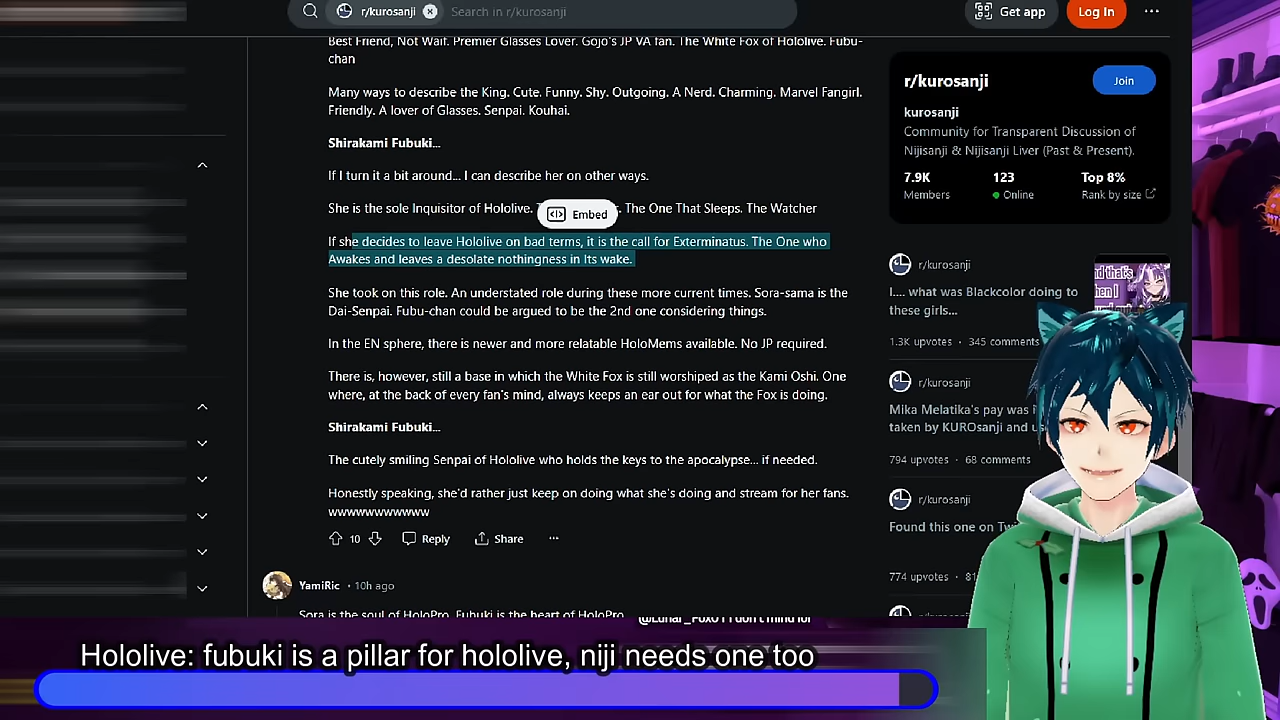 r/kurosanji
Search in r/kurosanji
Get app
Log In
Best Friend, Not Waif. Premier Glasses Lover. Gojo's JP VA fan. The White Fox of Hololive. Fubu-
chan
Many ways to describe the King. Cute. Funny. Shy. Outgoing. A Nerd. Charming. Marvel Fangirl.
Friendly. A lover of Glasses. Senpai. Kouhai.
Shirakami Fubuki...
If I turn it a bit around... I can describe her on other ways.
She is the sole Inquisitor of Hololive. The One That Sleeps. The Watcher
Embed
If she decides to leave Hololive on bad terms, it is the call for Exterminatus. The One who
Awakes and leaves a desolate nothingness in Its wake.
She took on this role. An understated role during these more current times. Sora-sama is the
Dai-Senpai. Fubu-chan could be argued to be the 2nd one considering things.
In the EN sphere, there is newer and more relatable HoloMems available. No JP required.
There is, however, still a base in which the White Fox is still worshiped as the Kami Oshi. One
where, at the back of every fan's mind, always keeps an ear out for what the Fox is doing.
Shirakami Fubuki...
The cutely smiling Senpai of Hololive who holds the keys to the apocalypse... if needed.
Honestly speaking, she'd rather just keep on doing what she's doing and stream for her fans.
wwwwwwwwwww
10
Reply
Share
YamiRic • 10h ago
Sora is the soul of HoloPro. Fubuki is the heart of HoloPro
r/kurosanji
Join
kurosanji
Community for Transparent Discussion of
Nijisanji & Nijisanji Liver (Past & Present).
7.9K 123 Top 8%
Members Online Rank by size
r/kurosanji
I.... what was Blackcolor doing to
these girls...
1.3K upvotes • 345 comments
r/kurosanji
Mika Melatika's pay was
taken by KUROsanji and
794 upvotes • 68 comments
r/kurosanji
Found this one on
774 upvotes
Hololive: fubuki is a pillar for hololive, niji needs one too